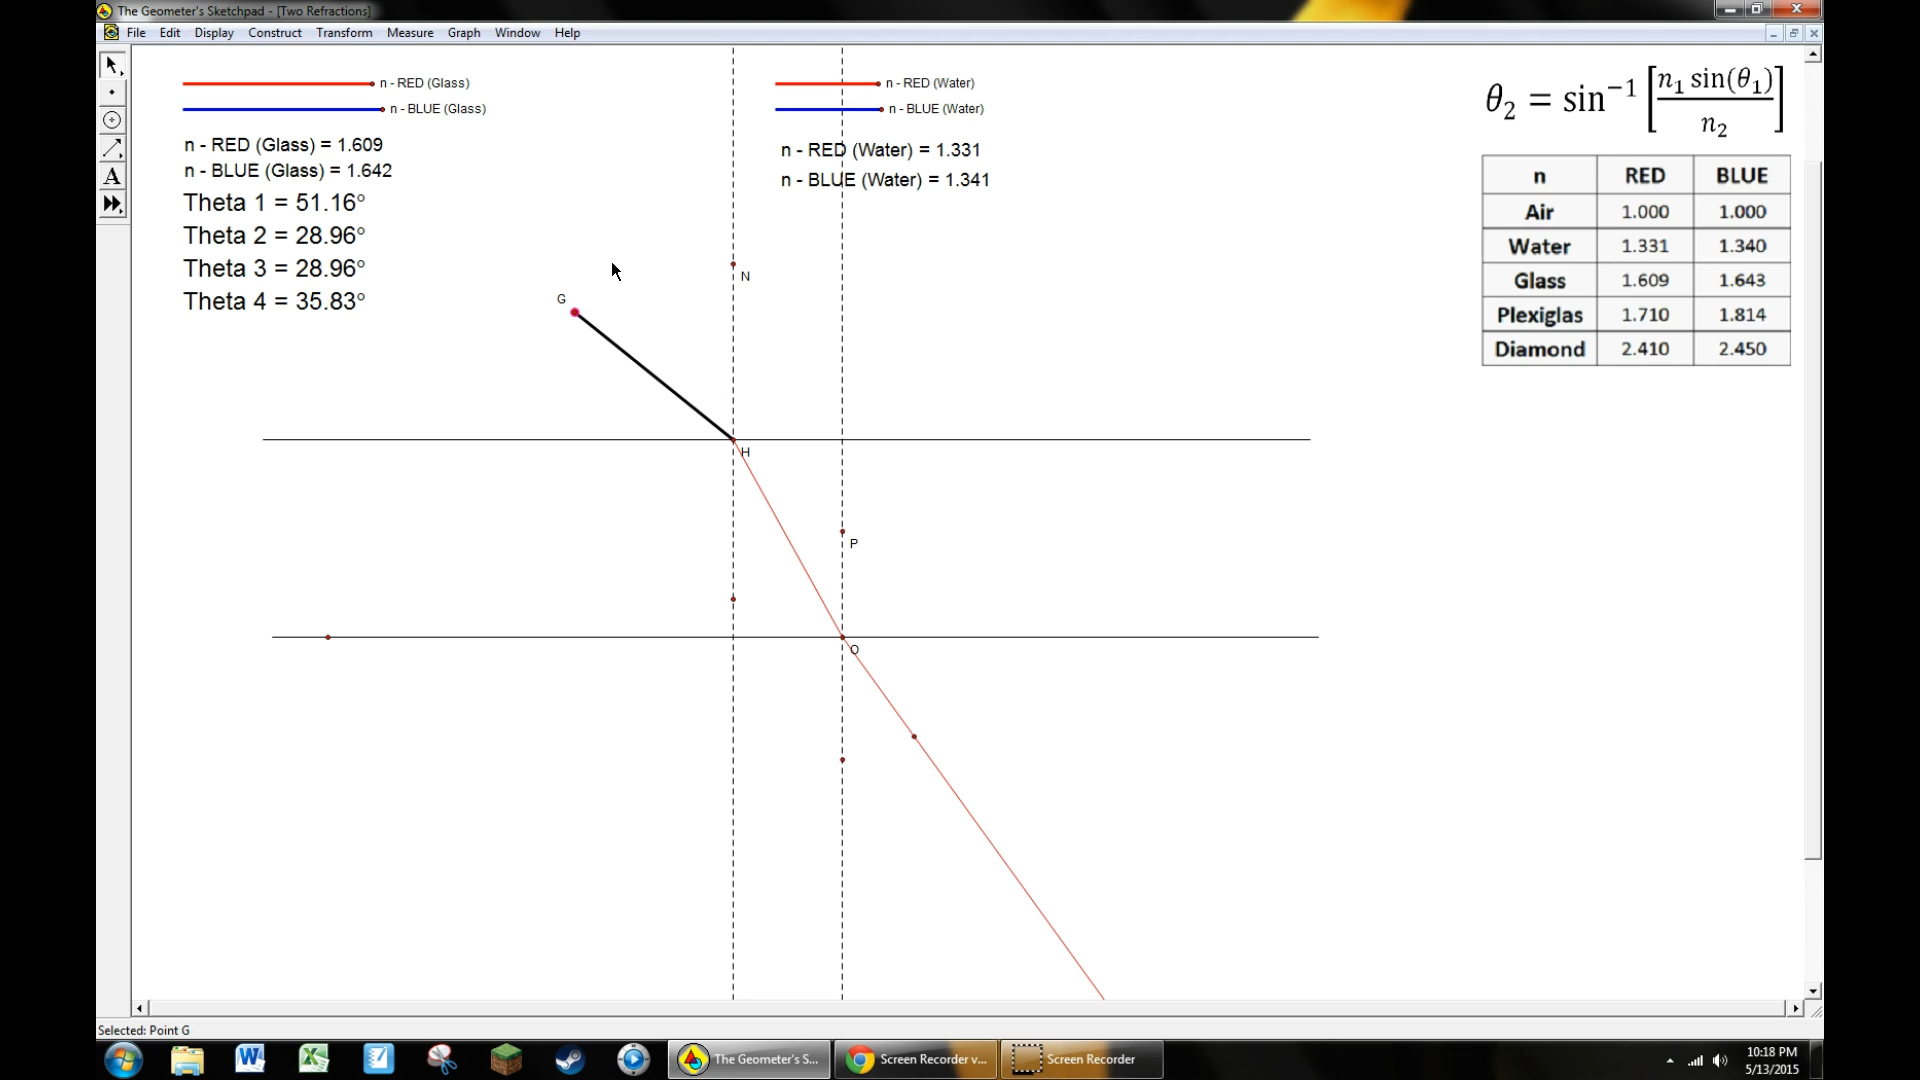 The Geometer's Sketchpad - [Two Refractions]
File Edit Display Construct Transform Measure Graph Window Help
n - RED (Glass)
n - BLUE (Glass)
n - RED (Glass) = 1.609
n - BLUE (Glass) = 1.642
Theta 1 = 51.16°
Theta 2 = 28.96°
Theta 3 = 28.96°
Theta 4 = 35.83°
n - RED (Water)
n - BLUE (Water)
n - RED (Water) = 1.331
n - BLUE (Water) = 1.341
θ₂ = sin⁻¹ [n₁ sin(θ₁) / n₂]
n RED BLUE
Air 1.000 1.000
Water 1.331 1.340
Glass 1.609 1.643
Plexiglas 1.710 1.814
Diamond 2.410 2.450
A
N
G
H
P
O
Selected: Point G
The Geometer's S...
Screen Recorder v...
Screen Recorder
10:18 PM
5/13/2015